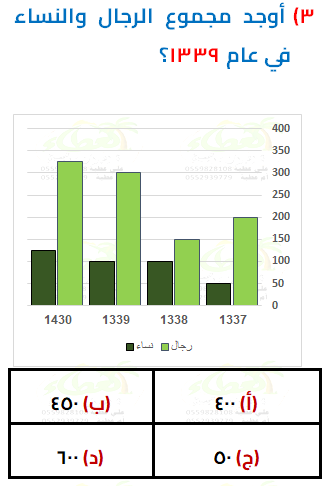 ٣) أوجد مجموع الرجال والنساء
في عام ١٣٣٩؟
400
350
300
250
200
150
100
50
0
1430 1339 1338 1337
رجال نساء
(أ) ٤٠٠ (ب) ٤٥٠
(ج) ٥٠ (د) ٦٠٠